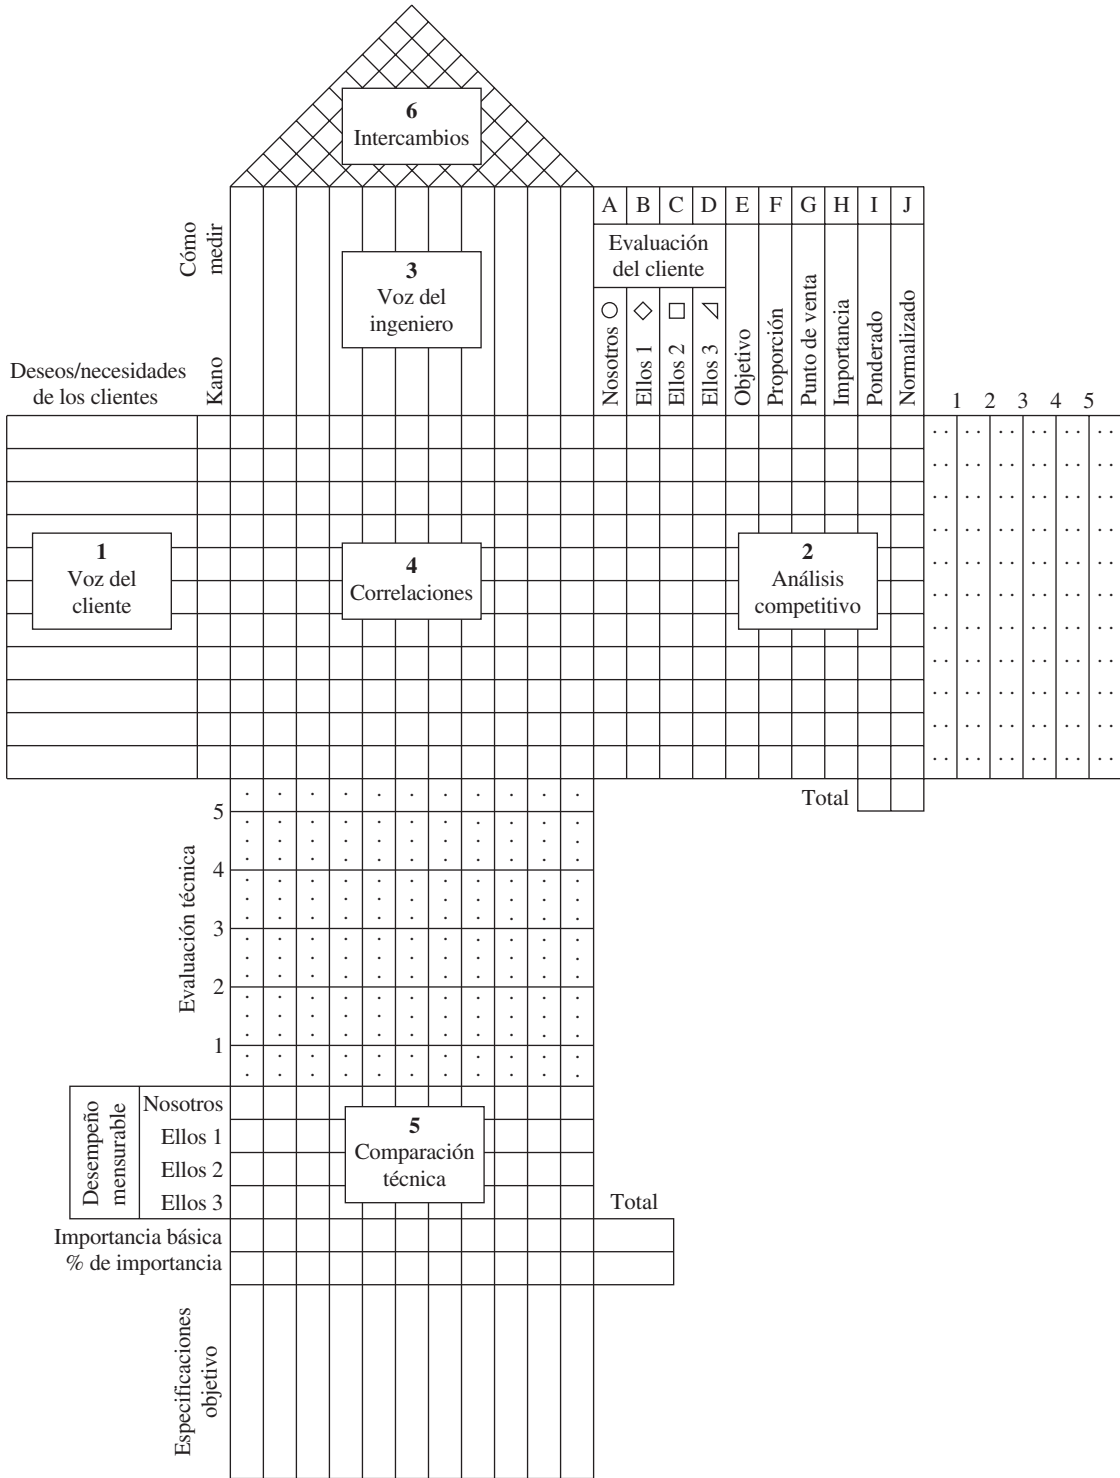 6
Intercambios
A B C D E F G H I J
Cómo
medir
3
Voz del
ingeniero
Evaluación
del cliente
Nosotros
Ellos 1
Ellos 2
Ellos 3
Objetivo
Proporción
Punto de venta
Importancia
Ponderado
Normalizado
Deseos/necesidades
de los clientes
Kano
1 2 3 4 5
1
Voz del
cliente
4
Correlaciones
2
Análisis
competitivo
Total
Evaluación técnica
5
4
3
2
1
Desempeño
mensurable
Nosotros
Ellos 1
Ellos 2
Ellos 3
5
Comparación
técnica
Total
Importancia básica
% de importancia
Especificaciones
objetivo